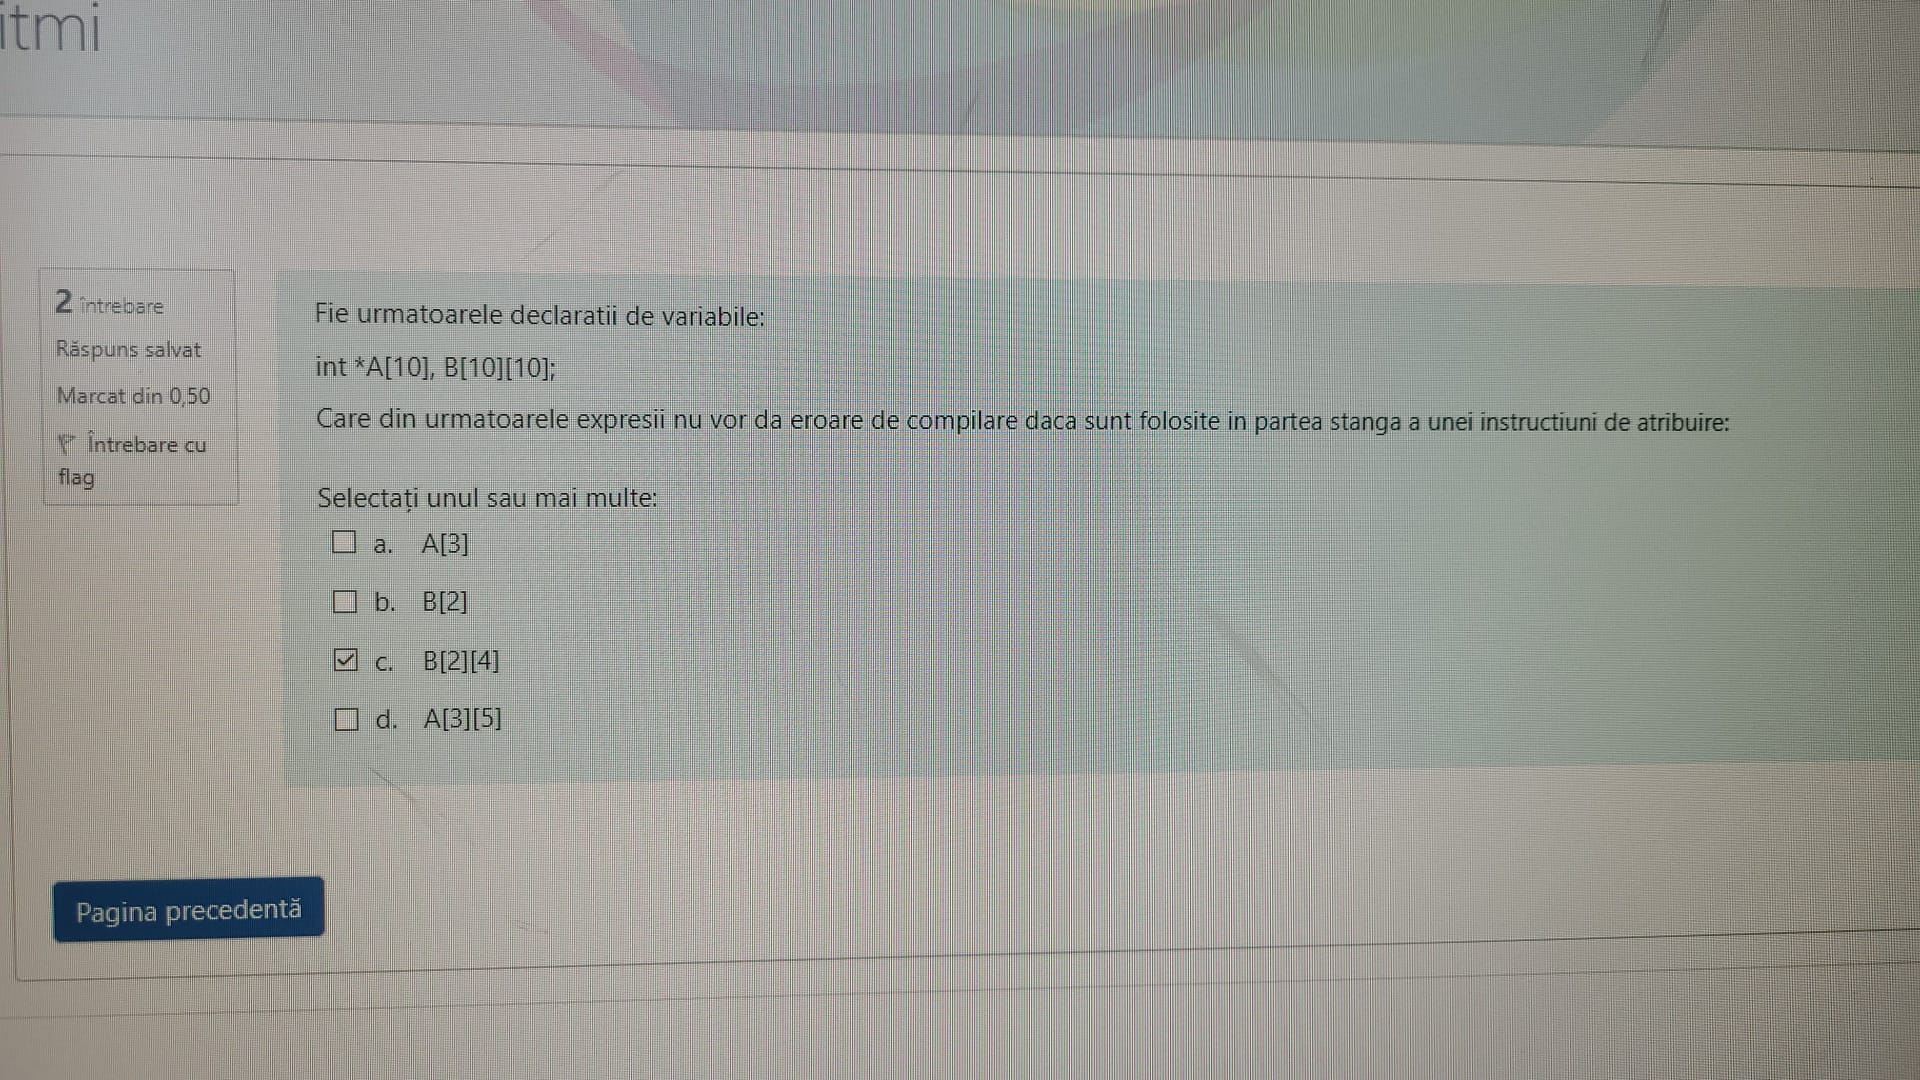 itmi
2 întrebare
Răspuns salvat
Marcat din 0,50
Întrebare cu
flag
Fie urmatoarele declaratii de variabile:
int *A[10], B[10][10];
Care din urmatoarele expresii nu vor da eroare de compilare daca sunt folosite in partea stanga a unei instructiuni de atribuire:
Selectați unul sau mai multe:
a. A[3]
b. B[2]
c. B[2][4]
d. A[3][5]
Pagina precedentă